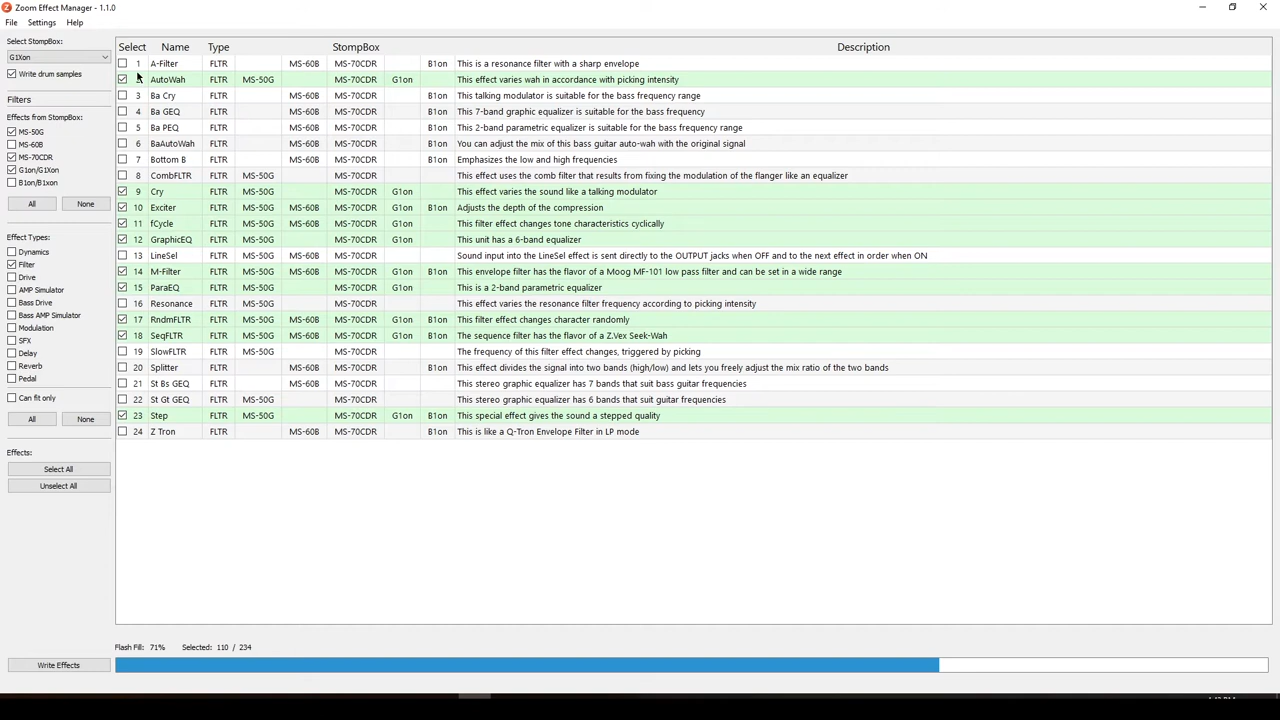 Zoom Effect Manager - 1.1.0
File Settings Help
Select StompBox:
G1Xon
Write drum samples
Filters
Effects from StompBox:
MS-50G
MS-60B
MS-70CDR
G1on/G1Xon
B1on/B1xon
All None
Effect Types:
Dynamics
Filter
Drive
AMP Simulator
Bass Drive
Bass AMP Simulator
Modulation
SFX
Delay
Reverb
Pedal
Can fit only
All None
Effects:
Select All
Unselect All
Select Name Type StompBox Description
1 A-Filter FLTR MS-60B MS-70CDR B1on This is a resonance filter with a sharp envelope
AutoWah FLTR MS-50G MS-70CDR G1on This effect varies wah in accordance with picking intensity
3 Ba Cry FLTR MS-60B MS-70CDR B1on This talking modulator is suitable for the bass frequency range
4 Ba GEQ FLTR MS-60B MS-70CDR B1on This 7-band graphic equalizer is suitable for the bass frequency
5 Ba PEQ FLTR MS-60B MS-70CDR B1on This 2-band parametric equalizer is suitable for the bass frequency range
6 BaAutoWah FLTR MS-60B MS-70CDR B1on You can adjust the mix of this bass guitar auto-wah with the original signal
7 Bottom B FLTR MS-60B MS-70CDR B1on Emphasizes the low and high frequencies
8 CombFLTR FLTR MS-50G MS-70CDR This effect uses the comb filter that results from fixing the modulation of the flanger like an equalizer
9 Cry FLTR MS-50G MS-70CDR G1on This effect varies the sound like a talking modulator
10 Exciter FLTR MS-50G MS-60B MS-70CDR G1on B1on Adjusts the depth of the compression
11 fCycle FLTR MS-50G MS-60B MS-70CDR G1on This filter effect changes tone characteristics cyclically
12 GraphicEQ FLTR MS-50G MS-70CDR G1on This unit has a 6-band equalizer
13 LineSel FLTR MS-50G MS-60B MS-70CDR Sound input into the LineSel effect is sent directly to the OUTPUT jacks when OFF and to the next effect in order when ON
14 M-Filter FLTR MS-50G MS-60B MS-70CDR G1on B1on This envelope filter has the flavor of a Moog MF-101 low pass filter and can be set in a wide range
15 ParaEQ FLTR MS-50G MS-70CDR G1on This is a 2-band parametric equalizer
16 Resonance FLTR MS-50G MS-70CDR This effect varies the resonance filter frequency according to picking intensity
17 RndmFLTR FLTR MS-50G MS-60B MS-70CDR G1on This filter effect changes character randomly
18 SeqFLTR FLTR MS-50G MS-60B MS-70CDR G1on The sequence filter has the flavor of a Z.Vex Seek-Wah
19 SlowFLTR FLTR MS-50G MS-70CDR The frequency of this filter effect changes, triggered by picking
20 Splitter FLTR MS-60B MS-70CDR B1on This effect divides the signal into two bands (high/low) and lets you freely adjust the mix ratio of the two bands
21 St Bs GEQ FLTR MS-60B MS-70CDR This stereo graphic equalizer has 7 bands that suit bass guitar frequencies
22 St Gt GEQ FLTR MS-50G MS-70CDR This stereo graphic equalizer has 6 bands that suit guitar frequencies
23 Step FLTR MS-50G MS-70CDR G1on B1on This special effect gives the sound a stepped quality
24 Z Tron FLTR MS-60B MS-70CDR B1on This is like a Q-Tron Envelope Filter in LP mode
Flash Fill: 71% Selected: 110 / 234
Write Effects